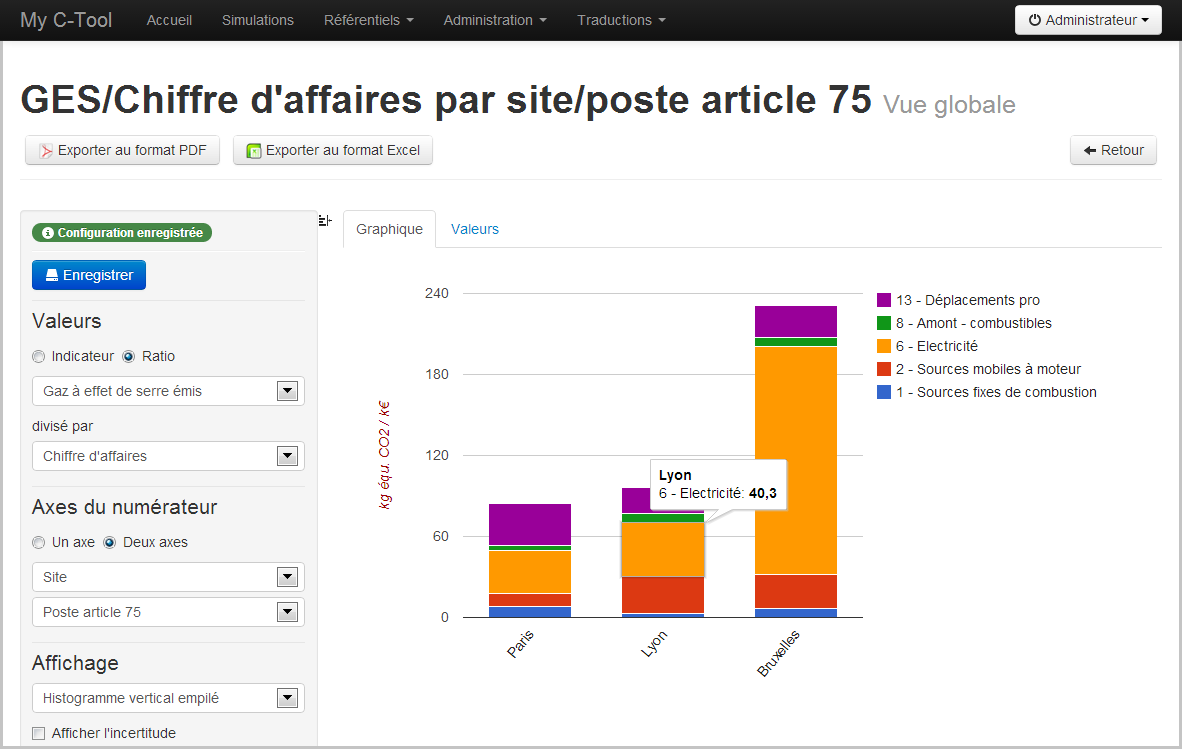 My C-Tool Accueil Simulations Référentiels Administration Traductions Administrateur
GES/Chiffre d'affaires par site/poste article 75 Vue globale
Exporter au format PDF Exporter au format Excel Retour
Configuration enregistrée
Enregistrer
Valeurs
Indicateur Ratio
Gaz à effet de serre émis
divisé par
Chiffre d'affaires
Axes du numérateur
Un axe Deux axes
Site
Poste article 75
Affichage
Histogramme vertical empilé
Afficher l'incertitude
Graphique Valeurs
240
180
120
60
0
kg équ. CO2 / k€
Lyon
6 - Electricité: 40,3
Paris
Lyon
Bruxelles
13 - Déplacements pro
8 - Amont - combustibles
6 - Electricité
2 - Sources mobiles à moteur
1 - Sources fixes de combustion